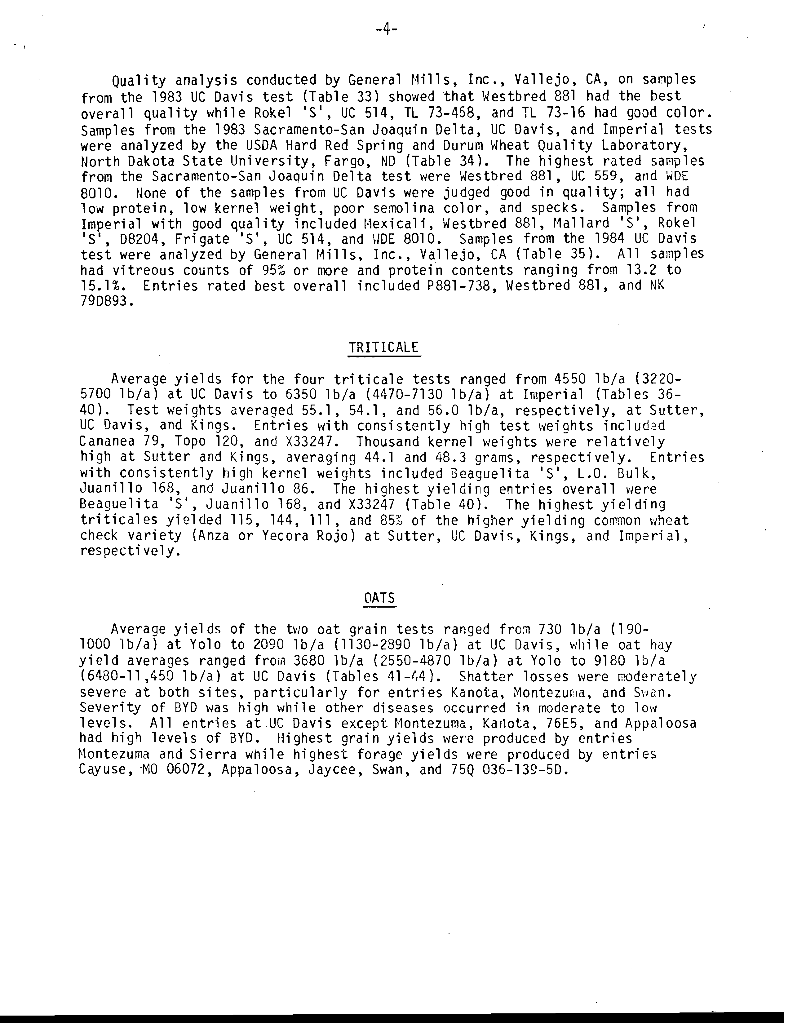 -4-
Quality analysis conducted by General Mills, Inc., Vallejo, CA, on samples
from the 1983 UC Davis test (Table 33) showed that Westbred 881 had the best
overall quality while Rokel 'S', UC 514, TL 73-458, and TL 73-16 had good color.
Samples from the 1983 Sacramento-San Joaquin Delta, UC Davis, and Imperial tests
were analyzed by the USDA Hard Red Spring and Durum Wheat Quality Laboratory,
North Dakota State University, Fargo, ND (Table 34). The highest rated samples
from the Sacramento-San Joaquin Delta test were Westbred 881, UC 559, and WDE
8010. None of the samples from UC Davis were judged good in quality; all had
low protein, low kernel weight, poor semolina color, and specks. Samples from
Imperial with good quality included Mexicali, Westbred 881, Mallard 'S', Rokel
'S', D8204, Frigate 'S', UC 514, and WDE 8010. Samples from the 1984 UC Davis
test were analyzed by General Mills, Inc., Vallejo, CA (Table 35). All samples
had vitreous counts of 95% or more and protein contents ranging from 13.2 to
15.1%. Entries rated best overall included P881-738, Westbred 881, and NK
79D893.
TRITICALE
Average yields for the four triticale tests ranged from 4550 lb/a (3220-
5700 lb/a) at UC Davis to 6350 lb/a (4470-7130 lb/a) at Imperial (Tables 36-
40). Test weights averaged 55.1, 54.1, and 56.0 lb/a, respectively, at Sutter,
UC Davis, and Kings. Entries with consistently high test weights included
Cananea 79, Topo 120, and X33247. Thousand kernel weights were relatively
high at Sutter and Kings, averaging 44.1 and 48.3 grams, respectively. Entries
with consistently high kernel weights included Beaguelita 'S', L.O. Bulk,
Juanillo 168, and Juanillo 86. The highest yielding entries overall were
Beaguelita 'S', Juanillo 168, and X33247 (Table 40). The highest yielding
triticales yielded 115, 144, 111, and 85% of the higher yielding common wheat
check variety (Anza or Yecora Rojo) at Sutter, UC Davis, Kings, and Imperial,
respectively.
OATS
Average yields of the two oat grain tests ranged from 730 lb/a (190-
1000 lb/a) at Yolo to 2090 lb/a (1130-2890 lb/a) at UC Davis, while oat hay
yield averages ranged from 3680 lb/a (2550-4870 lb/a) at Yolo to 9180 lb/a
(6480-11,450 lb/a) at UC Davis (Tables 41-44). Shatter losses were moderately
severe at both sites, particularly for entries Kanota, Montezuma, and Swan.
Severity of BYD was high while other diseases occurred in moderate to low
levels. All entries at UC Davis except Montezuma, Kanota, 76E5, and Appaloosa
had high levels of BYD. Highest grain yields were produced by entries
Montezuma and Sierra while highest forage yields were produced by entries
Cayuse, MO 06072, Appaloosa, Jaycee, Swan, and 75Q 036-139-5D.